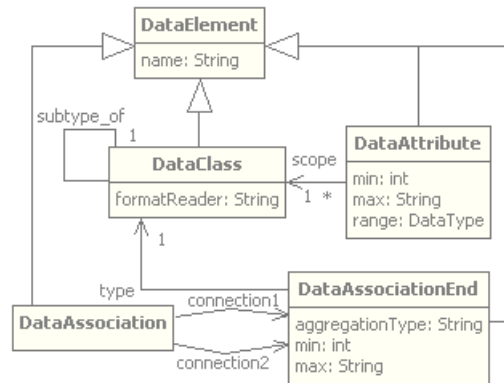 DataElement
name: String
subtype_of
1
DataClass
formatReader: String
scope
1 *
DataAttribute
min: int
max: String
range: DataType
1
type
connection1
DataAssociation
connection2
DataAssociationEnd
aggregationType: String
min: int
max: String